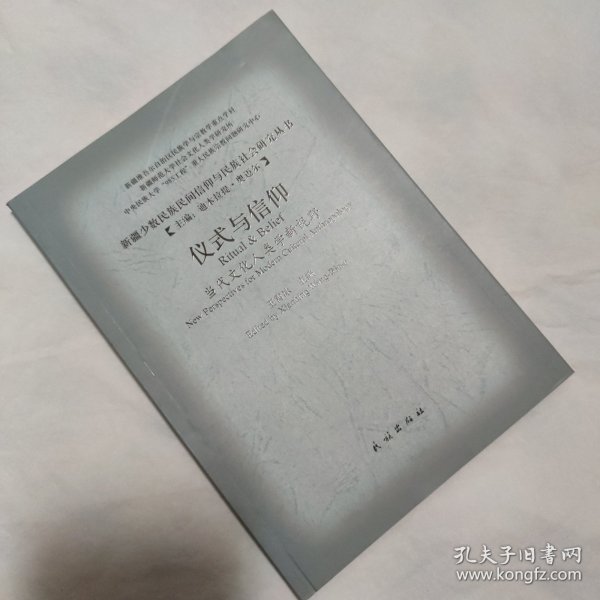 新疆维吾尔自治区民族学与宗教学重点学科
新疆师范大学社会文化人类学研究所
中央民族大学“985工程”重大民族宗教问题研究中心
新疆少数民族民间信仰与民族社会研究丛书
【主编：迪木拉提·奥迈尔】
仪式与信仰
Ritual & Belief
当代文化人类学新视野
New Perspectives for Modern Cultural Anthropology
Edited by
民族出版社
孔夫子旧书网
www.kongfz.com